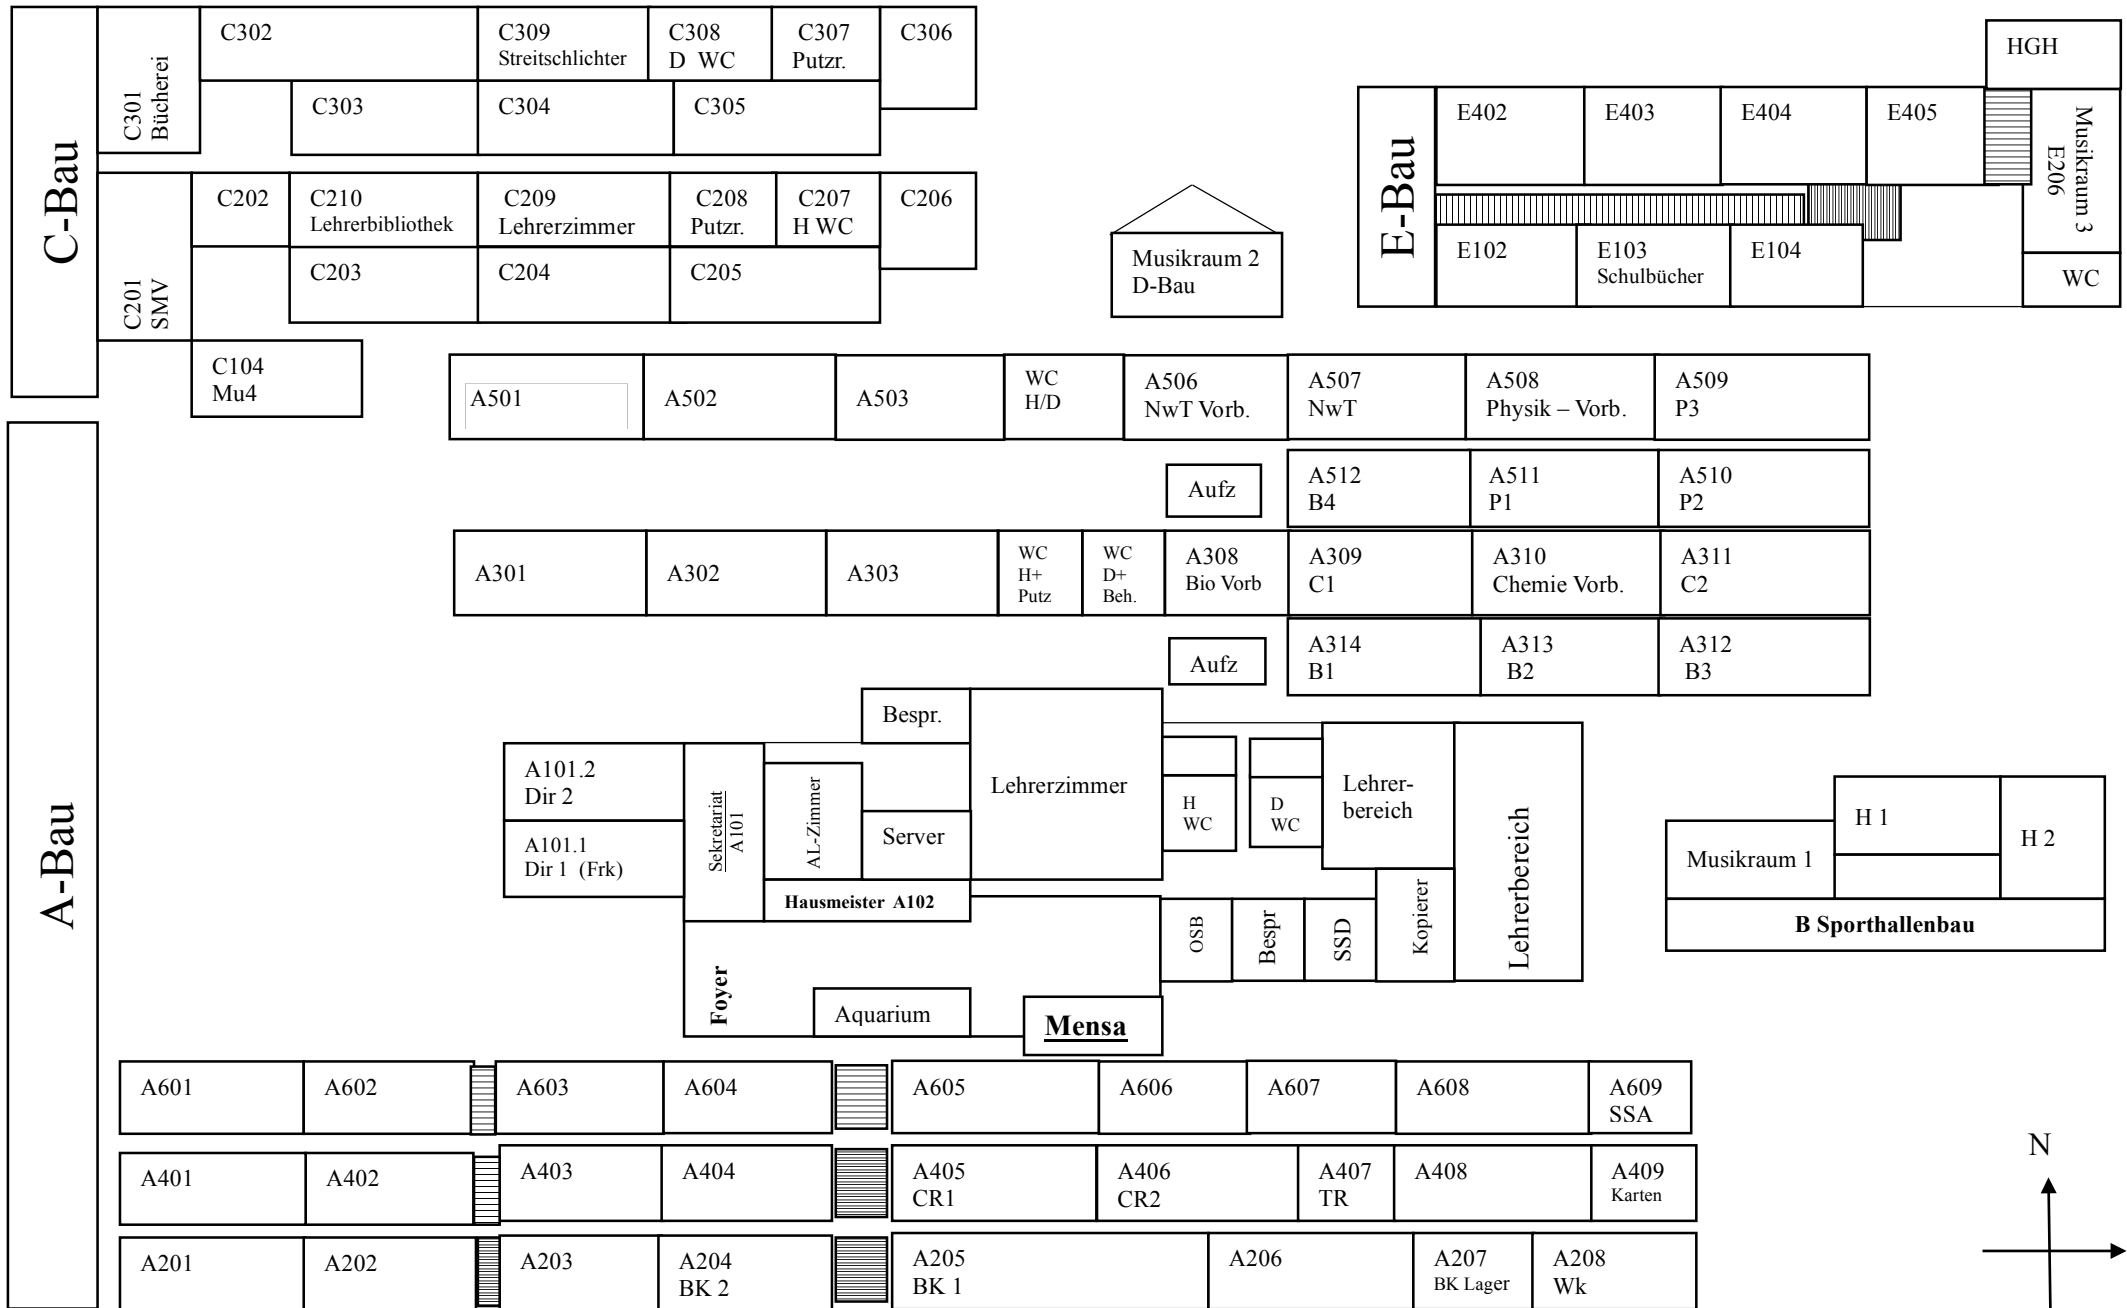 C-Bau
C301
Bücherei
C302
C309
Streitschlichter
C308
D WC
C307
Putzr.
C306
C303
C304
C305
C201
SMV
C202
C210
Lehrerbibliothek
C209
Lehrerzimmer
C208
Putzr.
C207
H WC
C206
C203
C204
C205
C104
Mu4
Musikraum 2
D-Bau
E-Bau
E402
E403
E404
E405
HGH
Musikraum 3
E206
WC
E102
E103
Schulbücher
E104
A-Bau
A501
A502
A503
WC
H/D
A506
NwT Vorb.
A507
NwT
A508
Physik – Vorb.
A509
P3
Aufz
A512
B4
A511
P1
A510
P2
A301
A302
A303
WC
H+
Putz
WC
D+
Beh.
A308
Bio Vorb
A309
C1
A310
Chemie Vorb.
A311
C2
Aufz
A314
B1
A313
B2
A312
B3
Bespr.
A101.2
Dir 2
A101.1
Dir 1 (Frk)
Sekretariat
A101
AL-Zimmer
Server
Hausmeister A102
Lehrerzimmer
H
WC
D
WC
Lehrer-
bereich
Lehrerbereich
OSB
Bespr
SSD
Kopierer
Foyer
Aquarium
Mensa
Musikraum 1
H 1
H 2
B Sporthallenbau
A601
A602
A603
A604
A605
A606
A607
A608
A609
SSA
A401
A402
A403
A404
A405
CR1
A406
CR2
A407
TR
A408
A409
Karten
A201
A202
A203
A204
BK 2
A205
BK 1
A206
A207
BK Lager
A208
Wk
N